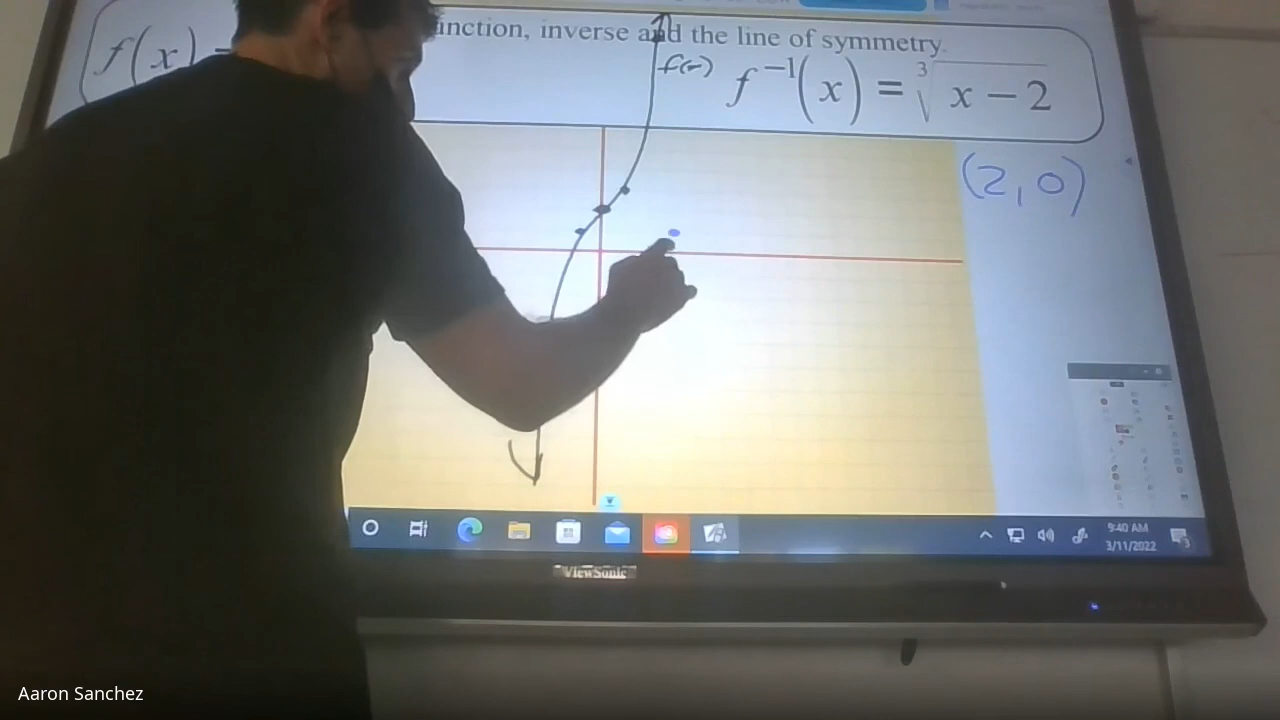 inction, inverse and the line of symmetry.
f(x)
f(x) f⁻¹(x) = ∛x − 2
(2,0)
9:40 AM
3/11/2022
ViewSonic
Aaron Sanchez